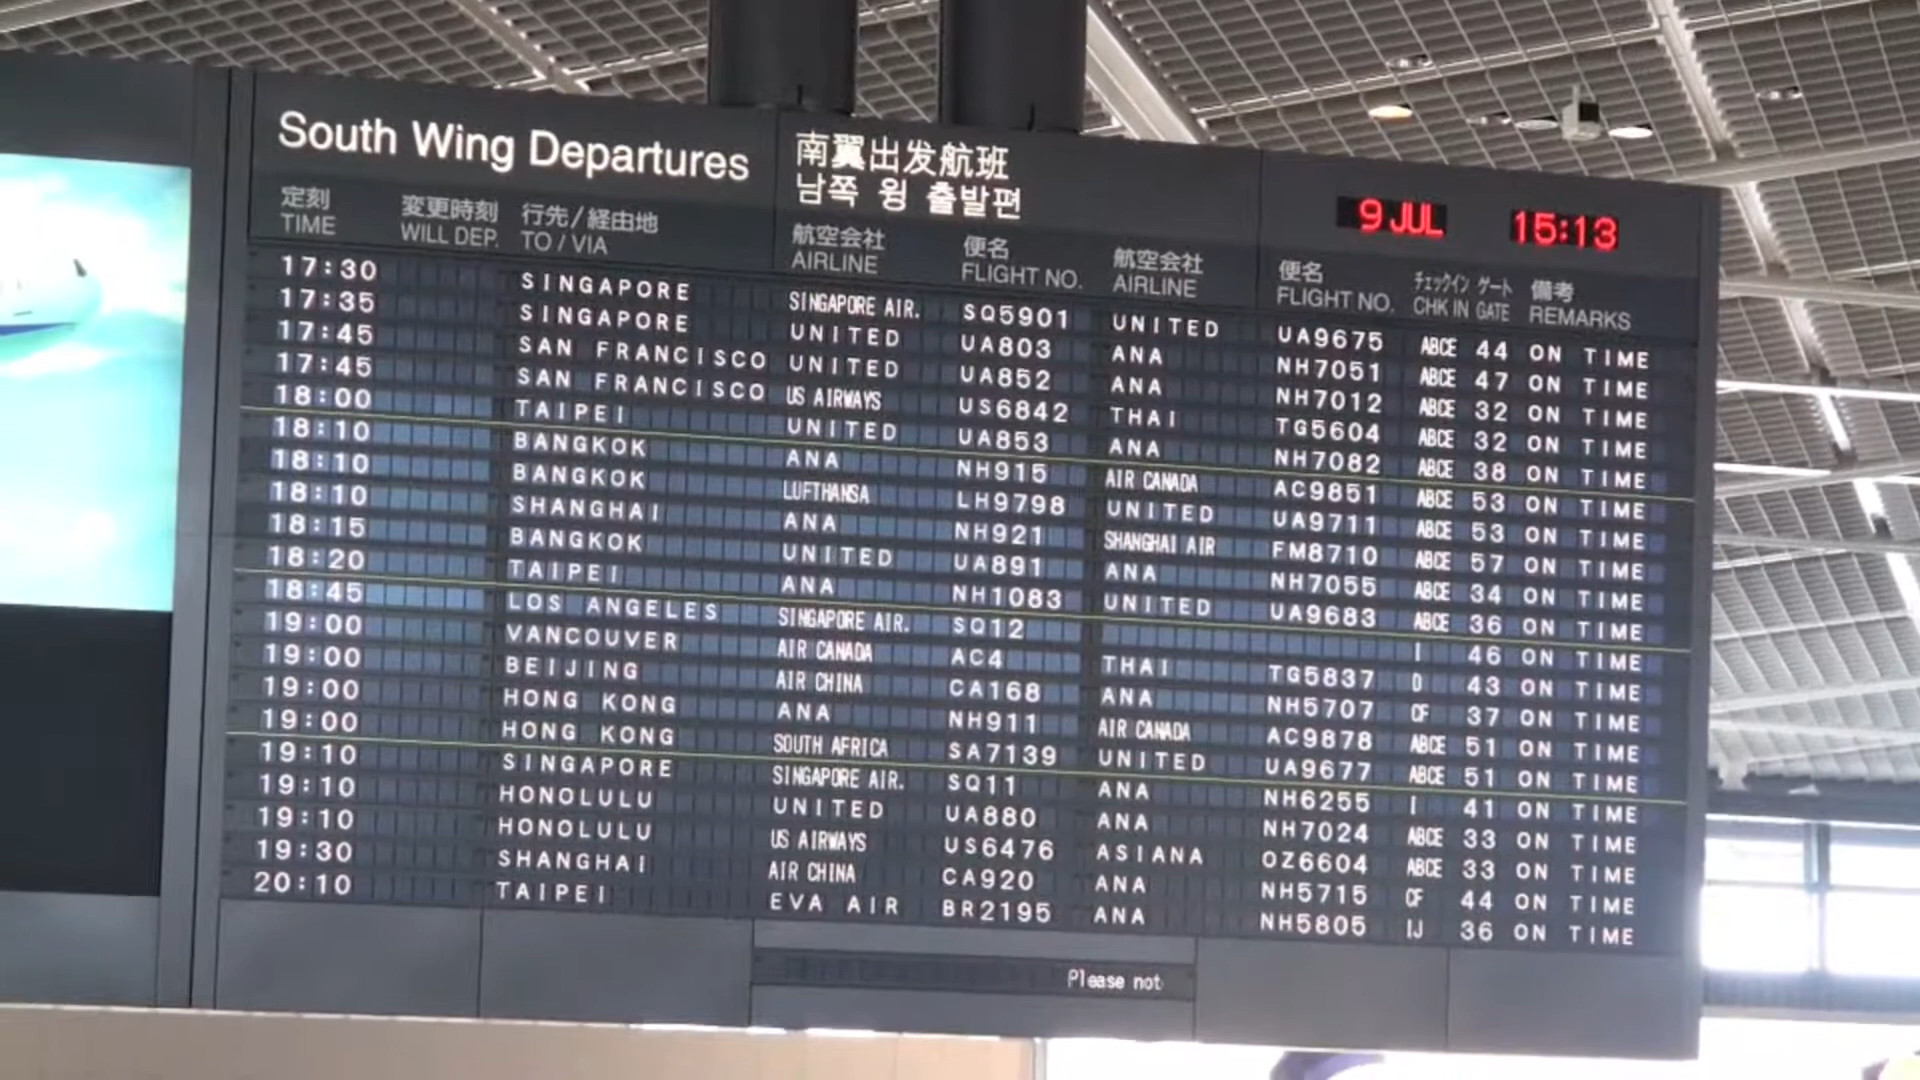 South Wing Departures
南翼出发航班
남쪽 윙 출발편
9 JUL 15:13
定刻 変更時刻 行先/経由地 航空会社 便名 航空会社 便名 チェックイン ゲート 備考
TIME WILL DEP. TO / VIA AIRLINE FLIGHT NO. AIRLINE FLIGHT NO. CHK IN GATE REMARKS
17:30 SINGAPORE SINGAPORE AIR. SQ5901 UNITED UA9675 ABCE 44 ON TIME
17:35 SINGAPORE UNITED UA803 ANA NH7051 ABCE 47 ON TIME
17:45 SAN FRANCISCO UNITED UA852 ANA NH7012 ABCE 32 ON TIME
17:45 SAN FRANCISCO US AIRWAYS US6842 THAI TG5604 ABCE 32 ON TIME
18:00 TAIPEI UNITED UA853 ANA NH7082 ABCE 38 ON TIME
18:10 BANGKOK ANA NH915 AIR CANADA AC9851 ABCE 53 ON TIME
18:10 BANGKOK LUFTHANSA LH9798 UNITED UA9711 ABCE 53 ON TIME
18:10 SHANGHAI ANA NH921 SHANGHAI AIR FM8710 ABCE 57 ON TIME
18:15 BANGKOK UNITED UA891 ANA NH7055 ABCE 34 ON TIME
18:20 TAIPEI ANA NH1083 UNITED UA9683 ABCE 36 ON TIME
18:45 LOS ANGELES SINGAPORE AIR. SQ12 I 46 ON TIME
19:00 VANCOUVER AIR CANADA AC4 THAI TG5837 D 43 ON TIME
19:00 BEIJING AIR CHINA CA168 ANA NH5707 CF 37 ON TIME
19:00 HONG KONG ANA NH911 AIR CANADA AC9878 ABCE 51 ON TIME
19:00 HONG KONG SOUTH AFRICA SA7139 UNITED UA9677 ABCE 51 ON TIME
19:10 SINGAPORE SINGAPORE AIR. SQ11 ANA NH6255 I 41 ON TIME
19:10 HONOLULU UNITED UA880 ANA NH7024 ABCE 33 ON TIME
19:10 HONOLULU US AIRWAYS US6476 ASIANA OZ6604 ABCE 33 ON TIME
19:30 SHANGHAI AIR CHINA CA920 ANA NH5715 CF 44 ON TIME
20:10 TAIPEI EVA AIR BR2195 ANA NH5805 IJ 36 ON TIME
Please not